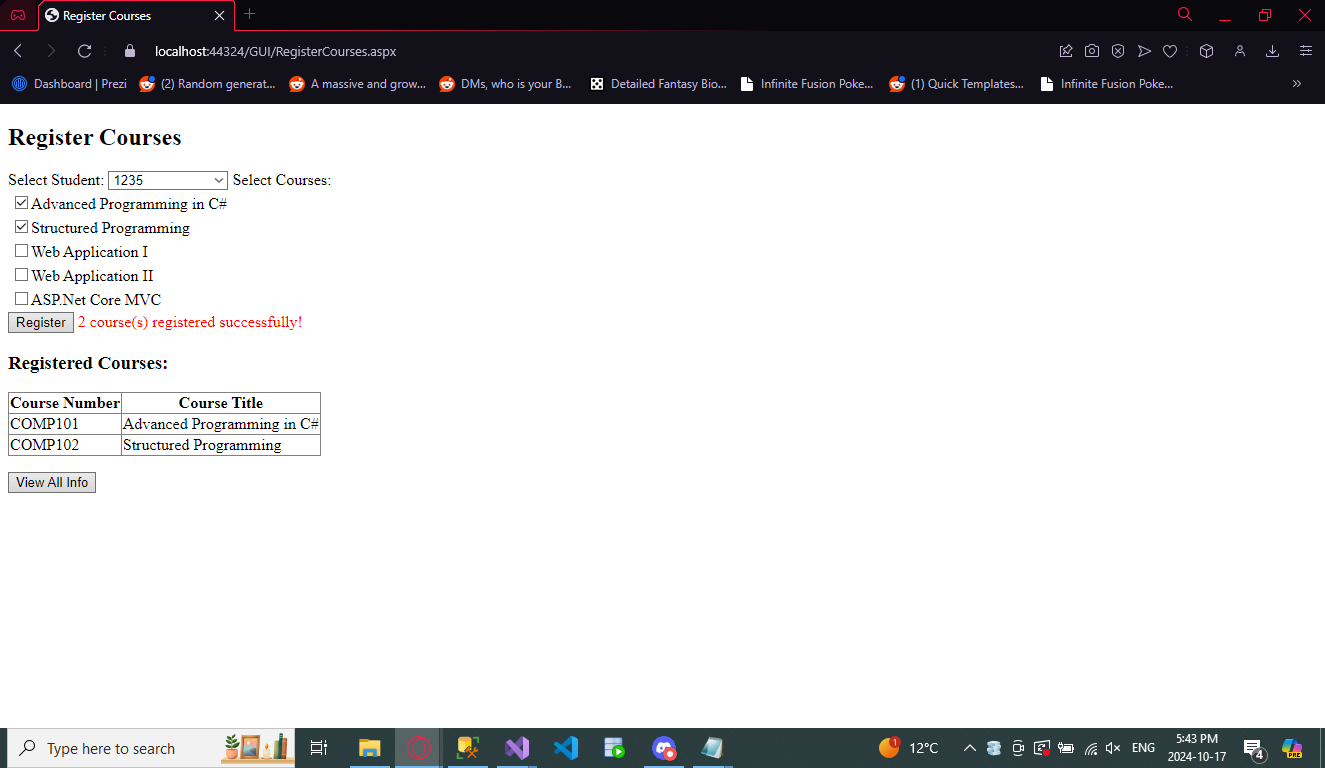 Register Courses
localhost:44324/GUI/RegisterCourses.aspx
Dashboard | Prezi (2) Random generat... A massive and grow... DMs, who is your B... Detailed Fantasy Bio... Infinite Fusion Poke... (1) Quick Templates... Infinite Fusion Poke... »
Register Courses
Select Student: 1235 Select Courses:
Advanced Programming in C#
Structured Programming
Web Application I
Web Application II
ASP.Net Core MVC
Register 2 course(s) registered successfully!
Registered Courses:
Course Number Course Title
COMP101 Advanced Programming in C#
COMP102 Structured Programming
View All Info
Type here to search 1 12°C ENG 5:43 PM 4 PRE
2024-10-17